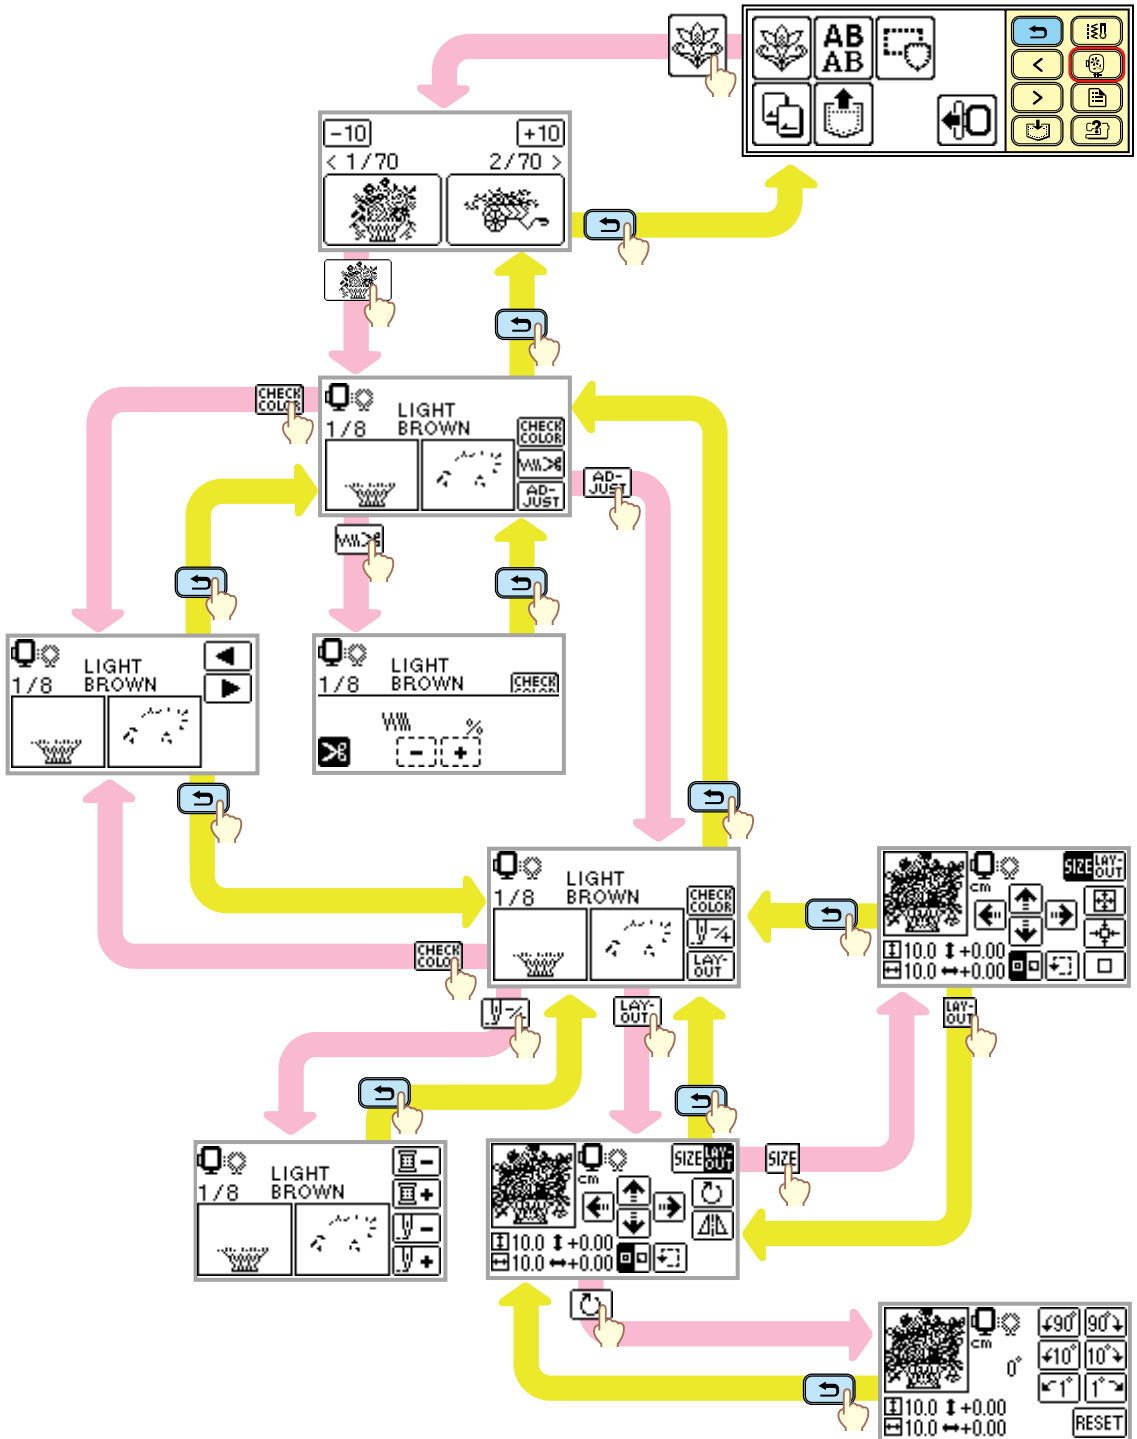 AB
AB
-10 +10
< 1/70 2/70 >
CHECK
COLOR
LIGHT
BROWN
1/8
CHECK
COLOR
AD-
JUST
AD-
JUST
LIGHT
BROWN
1/8
LIGHT
BROWN
1/8
CHECK
COLOR
%
- +
LIGHT
BROWN
1/8
CHECK
COLOR
-/+
LAY-
OUT
SIZE LAY-
OUT
cm
10.0 +0.00
10.0 +0.00
CHECK
COLOR
-/+
LAY-
OUT
LAY-
OUT
LIGHT
BROWN
1/8
-
+
-
+
SIZE LAY-
OUT
cm
10.0 +0.00
10.0 +0.00
SIZE
cm
0°
90° 90°
10° 10°
1° 1°
10.0 +0.00
10.0 +0.00
RESET